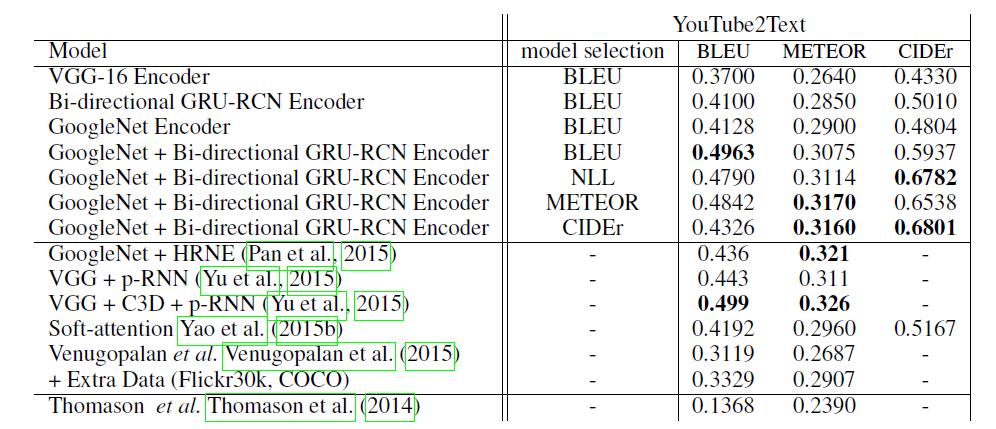 YouTube2Text
Model model selection BLEU METEOR CIDEr
VGG-16 Encoder BLEU 0.3700 0.2640 0.4330
Bi-directional GRU-RCN Encoder BLEU 0.4100 0.2850 0.5010
GoogleNet Encoder BLEU 0.4128 0.2900 0.4804
GoogleNet + Bi-directional GRU-RCN Encoder BLEU 0.4963 0.3075 0.5937
GoogleNet + Bi-directional GRU-RCN Encoder NLL 0.4790 0.3114 0.6782
GoogleNet + Bi-directional GRU-RCN Encoder METEOR 0.4842 0.3170 0.6538
GoogleNet + Bi-directional GRU-RCN Encoder CIDEr 0.4326 0.3160 0.6801
GoogleNet + HRNE (Pan et al., 2015) - 0.436 0.321 -
VGG + p-RNN (Yu et al., 2015) - 0.443 0.311 -
VGG + C3D + p-RNN (Yu et al., 2015) - 0.499 0.326 -
Soft-attention Yao et al. (2015b) - 0.4192 0.2960 0.5167
Venugopalan et al. Venugopalan et al. (2015) - 0.3119 0.2687 -
+ Extra Data (Flickr30k, COCO) - 0.3329 0.2907 -
Thomason et al. Thomason et al. (2014) - 0.1368 0.2390 -